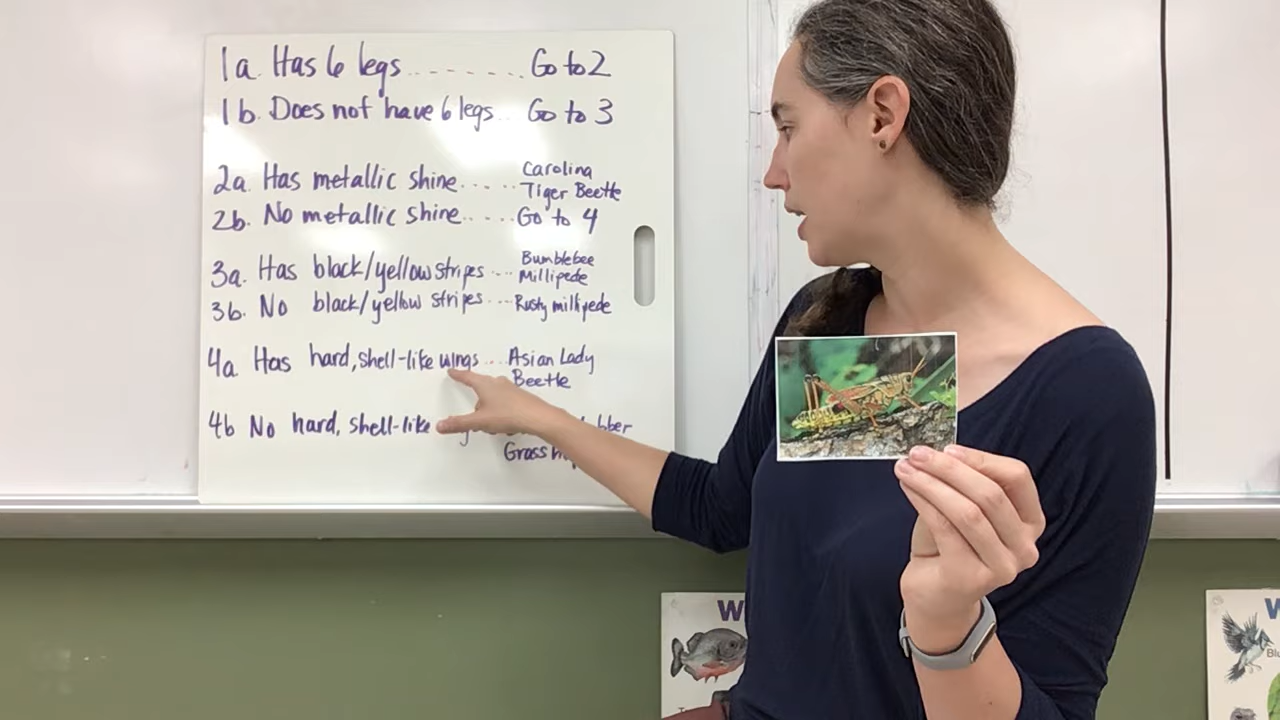 1a. Has 6 legs........ Go to 2
1b. Does not have 6 legs.. Go to 3
2a. Has metallic shine..... Carolina
Tiger Beetle
2b. No metallic shine..... Go to 4
3a. Has black/yellow stripes.... Bumblebee
Millipede
3b. No black/yellow stripes.... Rusty millipede
4a Has hard, shell-like wings... Asian Lady
Beetle
4b No hard, shell-like
W
W